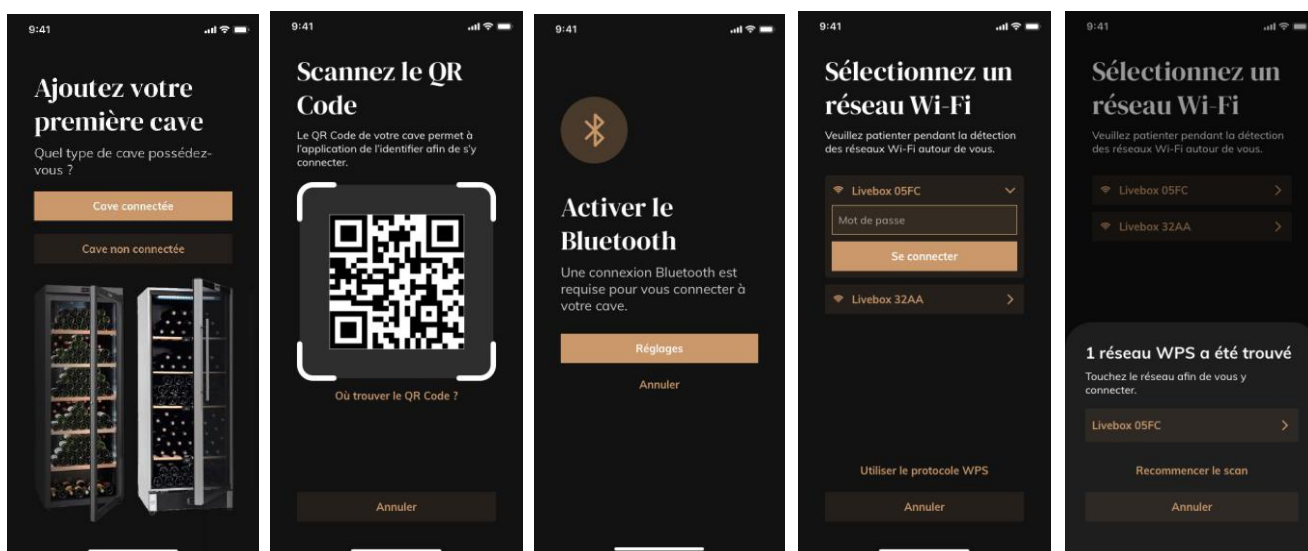 9:41
Ajoutez votre
première cave
Quel type de cave possédez-
vous ?
Cave connectée
Cave non connectée
9:41
Scannez le QR
Code
Le QR Code de votre cave permet à
l'application de l'identifier afin de s'y
connecter.
Où trouver le QR Code ?
Annuler
9:41
Activer le
Bluetooth
Une connexion Bluetooth est
requise pour vous connecter à
votre cave.
Réglages
Annuler
9:41
Sélectionnez un
réseau Wi-Fi
Veuillez patienter pendant la détection
des réseaux Wi-Fi autour de vous.
Livebox 05FC
Mot de passe
Se connecter
Livebox 32AA
Utiliser le protocole WPS
Annuler
9:41
Sélectionnez un
réseau Wi-Fi
Veuillez patienter pendant la détection
des réseaux Wi-Fi autour de vous.
Livebox 05FC
Livebox 32AA
1 réseau WPS a été trouvé
Touchez le réseau afin de vous y
connecter.
Livebox 05FC
Recommencer le scan
Annuler